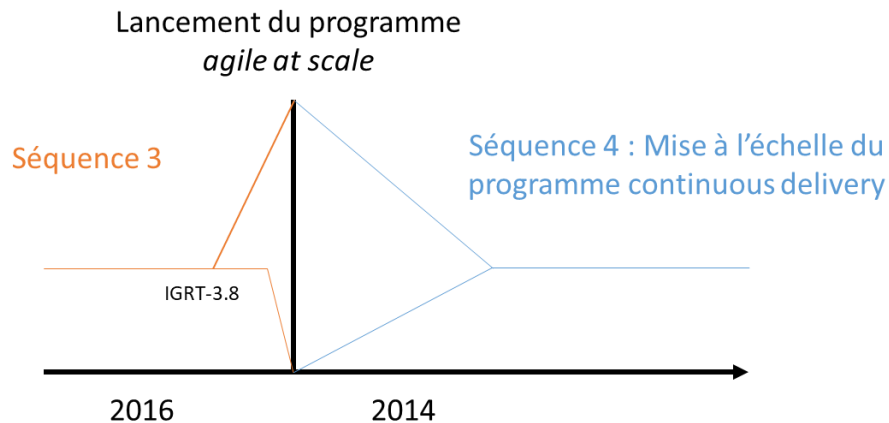 Lancement du programme
agile at scale
Séquence 3
Séquence 4 : Mise à l’échelle du
programme continuous delivery
IGRT-3.8
2016
2014